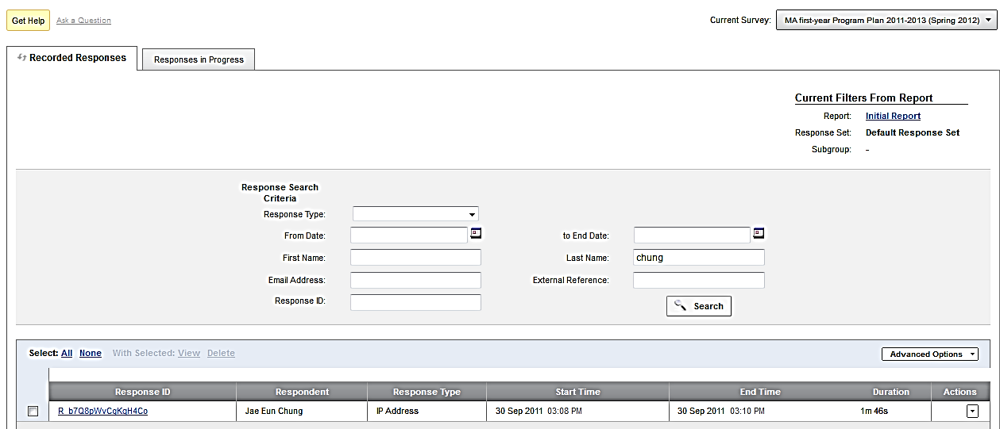 Get Help Ask a Question Current Survey: MA first-year Program Plan 2011-2013 (Spring 2012)
Recorded Responses Responses in Progress
Current Filters From Report
Report: Initial Report
Response Set: Default Response Set
Subgroup: -
Response Search
Criteria
Response Type:
From Date: to End Date:
First Name: Last Name: chung
Email Address: External Reference:
Response ID: Search
Select: All None With Selected: View Delete Advanced Options
Response ID Respondent Response Type Start Time End Time Duration Actions
R_b7Q8pWvCgKgH4Co Jae Eun Chung IP Address 30 Sep 2011 03:08 PM 30 Sep 2011 03:10 PM 1m 46s